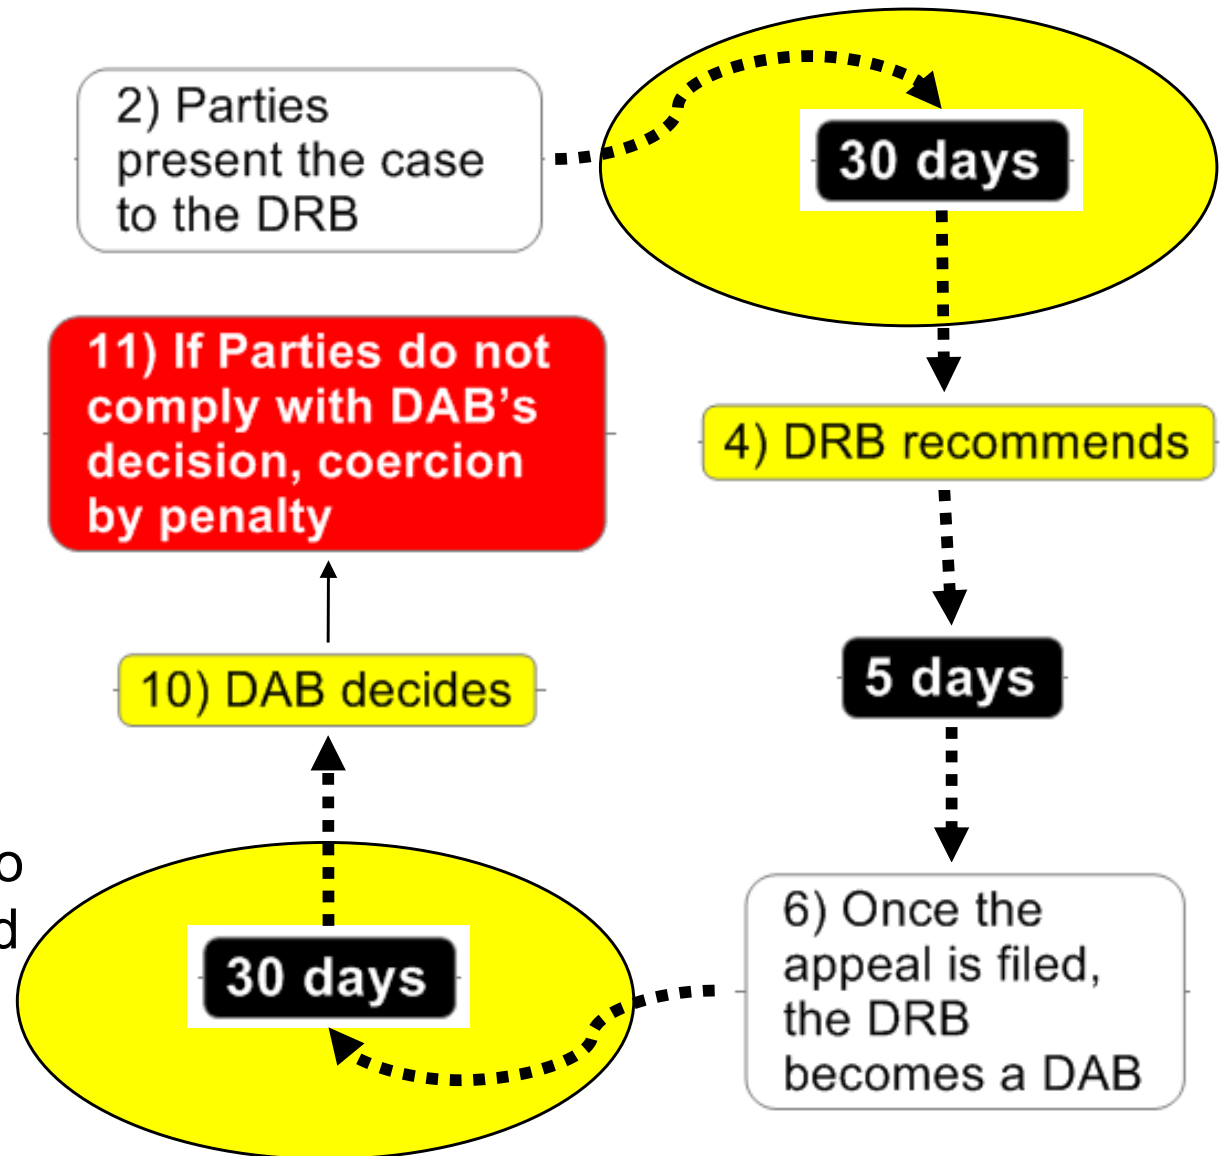 2) Parties
present the case
to the DRB
30 days
4) DRB recommends
5 days
6) Once the
appeal is filed,
the DRB
becomes a DAB
30 days
10) DAB decides
11) If Parties do not
comply with DAB’s
decision, coercion
by penalty